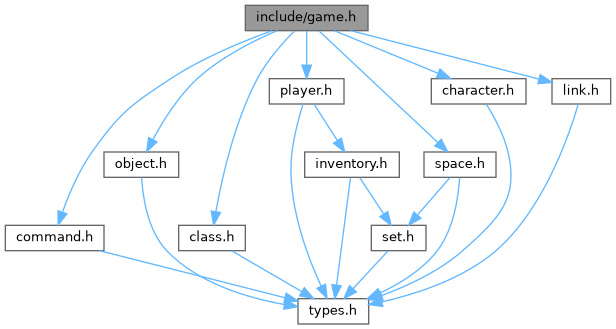 include/game.h
player.h
character.h
link.h
object.h
inventory.h
space.h
command.h
class.h
set.h
types.h